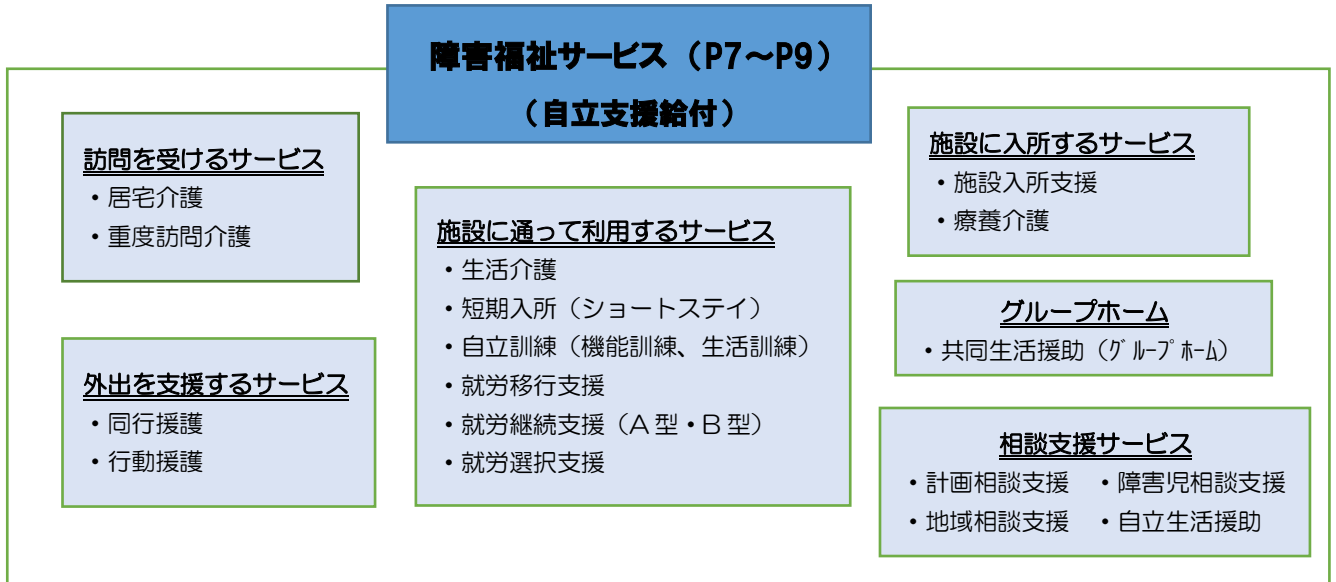 障害福祉サービス（P7～P9）
（自立支援給付）
訪問を受けるサービス
・居宅介護
・重度訪問介護
外出を支援するサービス
・同行援護
・行動援護
施設に通って利用するサービス
・生活介護
・短期入所（ショートステイ）
・自立訓練（機能訓練、生活訓練）
・就労移行支援
・就労継続支援（Ａ型・Ｂ型）
・就労選択支援
施設に入所するサービス
・施設入所支援
・療養介護
グループホーム
・共同生活援助（ｸﾞﾙｰﾌﾟﾎｰﾑ）
相談支援サービス
・計画相談支援　・障害児相談支援
・地域相談支援　・自立生活援助